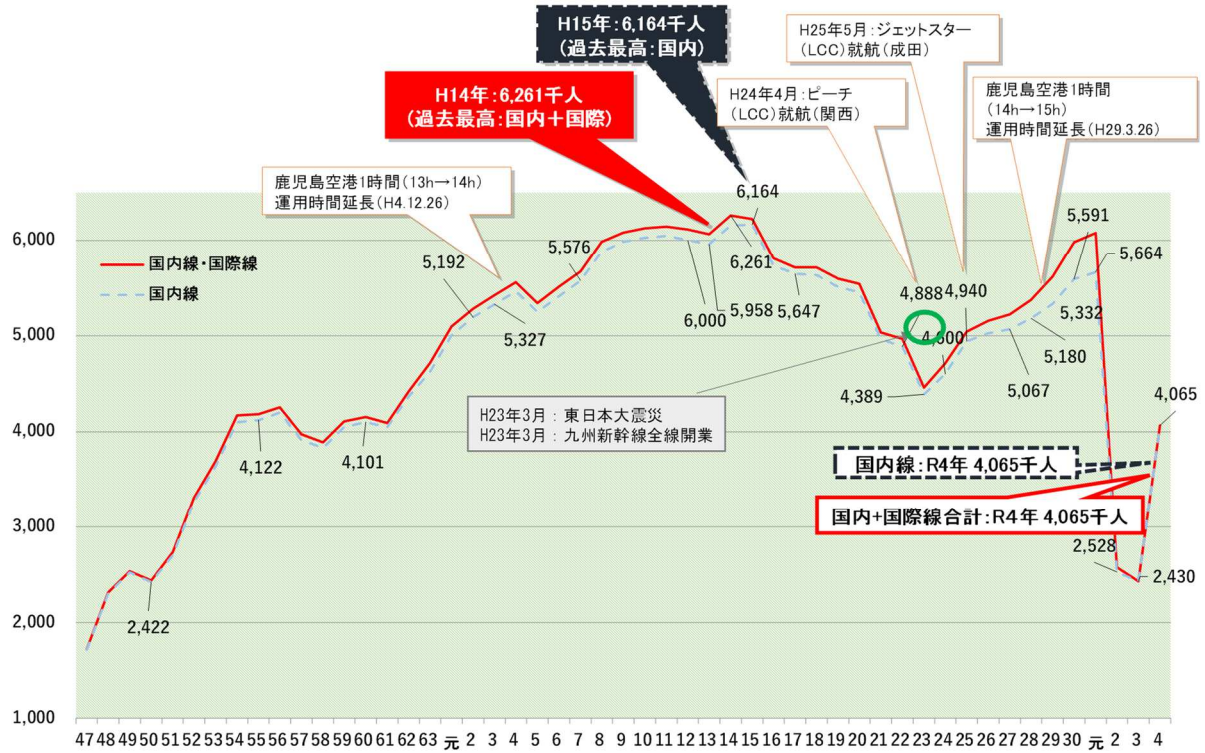 H15年:6,164千人
(過去最高:国内)
H25年5月:ジェットスター
(LCC)就航(成田)
H14年:6,261千人
(過去最高:国内+国際)
H24年4月:ピーチ
(LCC)就航(関西)
鹿児島空港1時間
(14h→15h)
運用時間延長(H29.3.26)
鹿児島空港1時間(13h→14h)
運用時間延長(H4.12.26)
6,000
5,000
4,000
3,000
2,000
1,000
国内線・国際線
国内線
2,422
4,122
4,101
5,192
5,327
5,576
6,000
5,958
6,261
6,164
5,647
4,888
4,389
4,600
4,940
5,067
5,180
5,332
5,591
5,664
2,528
2,430
4,065
H23年3月 : 東日本大震災
H23年3月 : 九州新幹線全線開業
国内線:R4年 4,065千人
国内+国際線合計:R4年 4,065千人
47 48 49 50 51 52 53 54 55 56 57 58 59 60 61 62 63 元 2 3 4 5 6 7 8 9 10 11 12 13 14 15 16 17 18 19 20 21 22 23 24 25 26 27 28 29 30 元 2 3 4